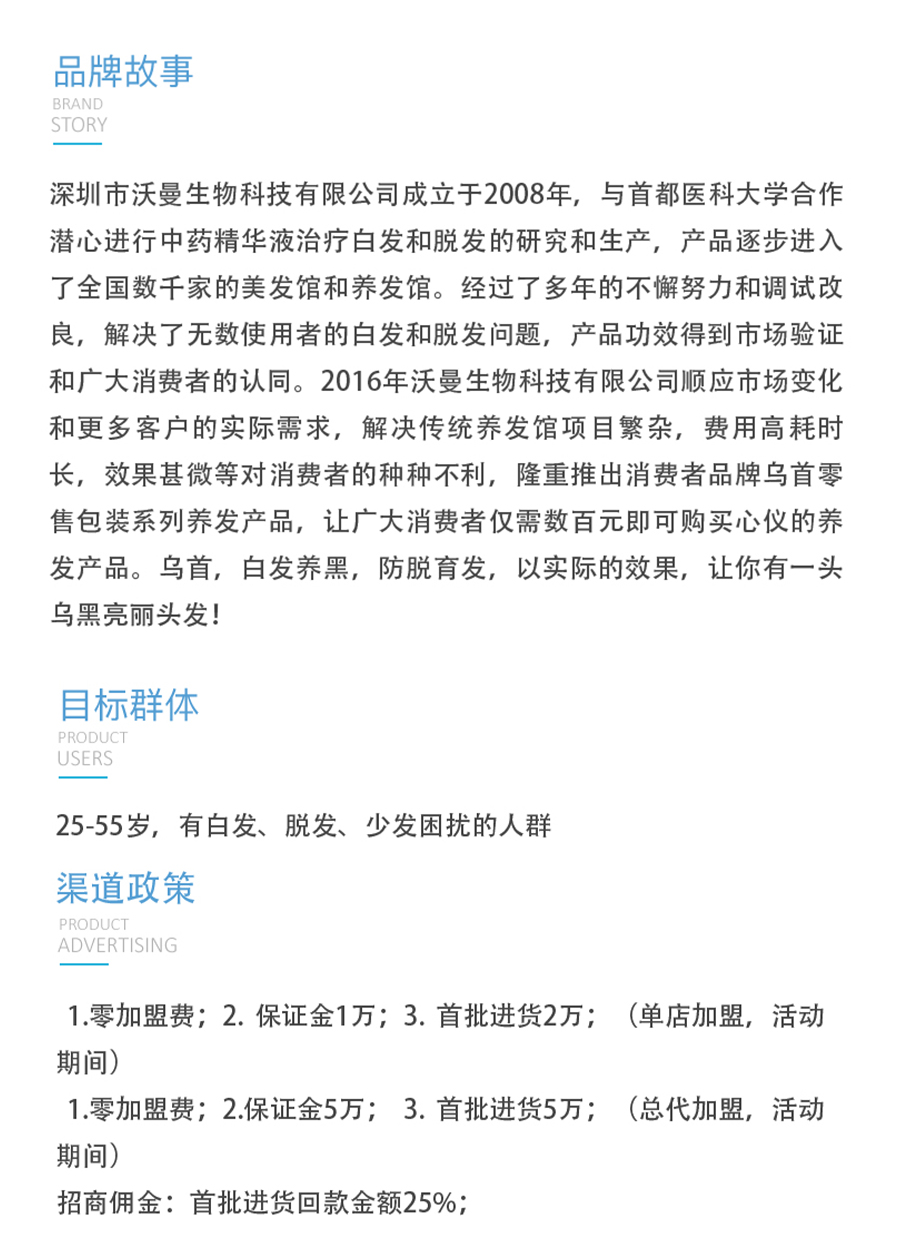 品牌故事
BRAND
STORY
深圳市沃曼生物科技有限公司成立于2008年，与首都医科大学合作
潜心进行中药精华液治疗白发和脱发的研究和生产，产品逐步进入
了全国数千家的美发馆和养发馆。经过了多年的不懈努力和调试改
良，解决了无数使用者的白发和脱发问题，产品功效得到市场验证
和广大消费者的认同。2016年沃曼生物科技有限公司顺应市场变化
和更多客户的实际需求，解决传统养发馆项目繁杂，费用高耗时
长，效果甚微等对消费者的种种不利，隆重推出消费者品牌乌首零
售包装系列养发产品，让广大消费者仅需数百元即可购买心仪的养
发产品。乌首，白发养黑，防脱育发，以实际的效果，让你有一头
乌黑亮丽头发！
目标群体
PRODUCT
USERS
25-55岁，有白发、脱发、少发困扰的人群
渠道政策
PRODUCT
ADVERTISING
1.零加盟费；2. 保证金1万；3. 首批进货2万；（单店加盟，活动
期间）
1.零加盟费；2.保证金5万； 3. 首批进货5万；（总代加盟，活动
期间）
招商佣金：首批进货回款金额25%；